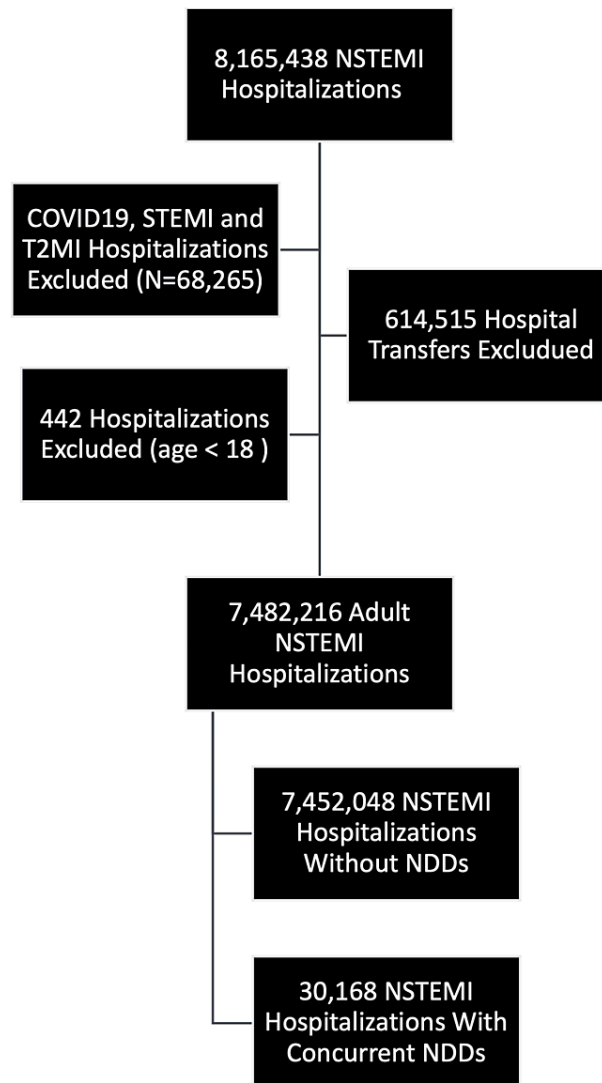 8,165,438 NSTEMI
Hospitalizations
COVID19, STEMI and
T2MI Hospitalizations
Excluded (N=68,265)
614,515 Hospital
Transfers Excludued
442 Hospitalizations
Excluded (age < 18 )
7,482,216 Adult
NSTEMI
Hospitalizations
7,452,048 NSTEMI
Hospitalizations
Without NDDs
30,168 NSTEMI
Hospitalizations With
Concurrent NDDs